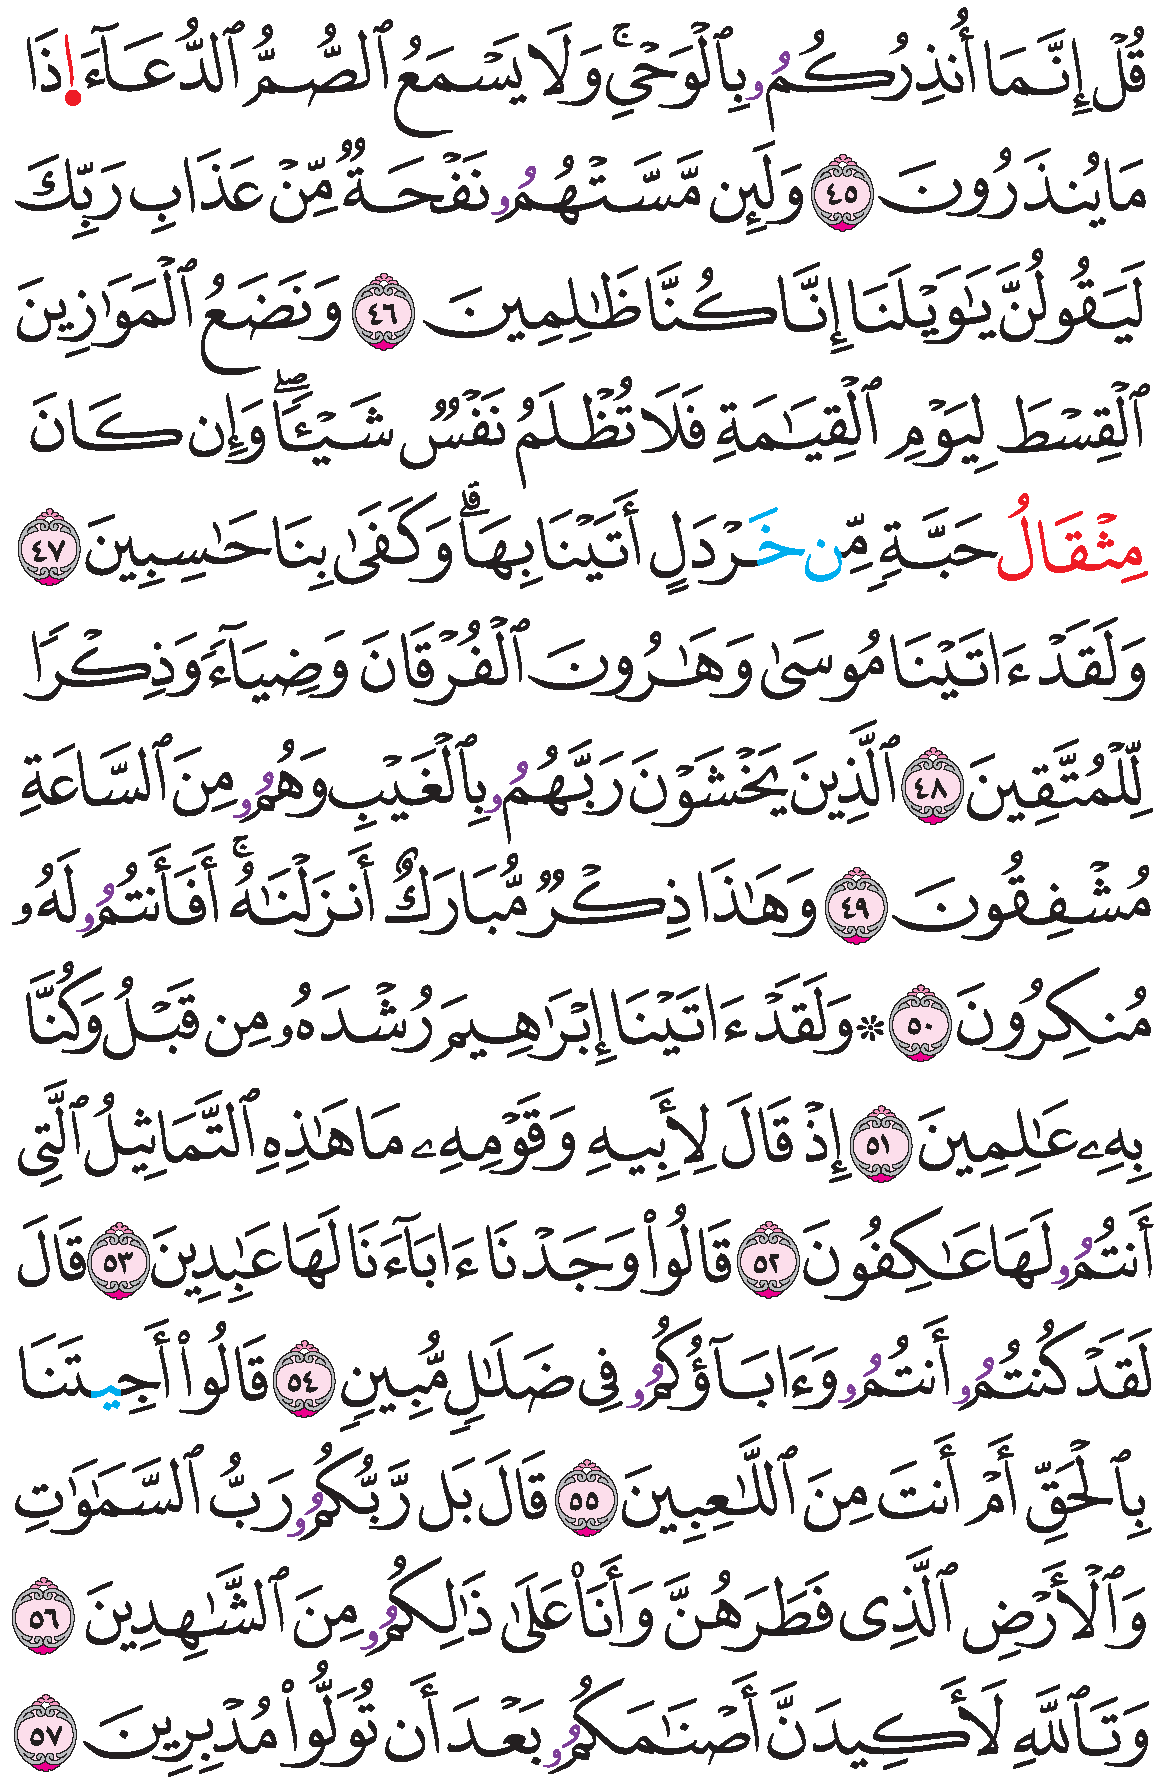 قُلۡ إِنَّمَآ أُنذِرُكُمُۥ بِٱلۡوَحۡيِۚ وَلَا يَسۡمَعُ ٱلصُّمُّ ٱلدُّعَآءَ اِ۬ذَا
مَا يُنذَرُونَ ٤٥ وَلَئِن مَّسَّتۡهُمُۥ نَفۡحَةٞ مِّنۡ عَذَابِ رَبِّكَ
لَيَقُولُنَّ يَٰوَيۡلَنَآ إِنَّا كُنَّا ظَٰلِمِينَ ٤٦ وَنَضَعُ ٱلۡمَوَٰزِينَ
ٱلۡقِسۡطَ لِيَوۡمِ ٱلۡقِيَٰمَةِ فَلَا تُظۡلَمُ نَفۡسٞ شَيۡـٔٗاۖ وَإِن كَانَ
مِثۡقَالُ حَبَّةٖ مِّن خَرۡدَلٍ أَتَيۡنَا بِهَاۗ وَكَفَىٰ بِنَا حَٰسِبِينَ ٤٧
وَلَقَدۡ ءَاتَيۡنَا مُوسَىٰ وَهَٰرُونَ ٱلۡفُرۡقَانَ وَضِيَآءٗ وَذِكۡرٗا
لِّلۡمُتَّقِينَ ٤٨ ٱلَّذِينَ يَخۡشَوۡنَ رَبَّهُمُۥ بِٱلۡغَيۡبِ وَهُمُۥ مِنَ ٱلسَّاعَةِ
مُشۡفِقُونَ ٤٩ وَهَٰذَا ذِكۡرٞ مُّبَارَكٌ أَنزَلۡنَٰهُۚ أَفَأَنتُمُۥ لَهُۥ
مُنكِرُونَ ٥٠ ۞ وَلَقَدۡ ءَاتَيۡنَآ إِبۡرَٰهِيمَ رُشۡدَهُۥ مِن قَبۡلُ وَكُنَّا
بِهِۦ عَٰلِمِينَ ٥١ إِذۡ قَالَ لِأَبِيهِ وَقَوۡمِهِۦ مَا هَٰذِهِ ٱلتَّمَاثِيلُ ٱلَّتِي
أَنتُمُۥ لَهَا عَٰكِفُونَ ٥٢ قَالُواْ وَجَدۡنَآ ءَابَآءَنَا لَهَا عَٰبِدِينَ ٥٣ قَالَ
لَقَدۡ كُنتُمُۥٓ أَنتُمُۥ وَءَابَآؤُكُمُۥ فِي ضَلَٰلٖ مُّبِينٖ ٥٤ قَالُوٓاْ أَجِيتَنَا
بِٱلۡحَقِّ أَمۡ أَنتَ مِنَ ٱللَّٰعِبِينَ ٥٥ قَالَ بَل رَّبُّكُمُۥ رَبُّ ٱلسَّمَٰوَٰتِ
وَٱلۡأَرۡضِ ٱلَّذِي فَطَرَهُنَّ وَأَنَا۠ عَلَىٰ ذَٰلِكُمُۥ مِنَ ٱلشَّٰهِدِينَ ٥٦
وَتَٱللَّهِ لَأَكِيدَنَّ أَصۡنَٰمَكُمُۥ بَعۡدَ أَن تُوَلُّواْ مُدۡبِرِينَ ٥٧